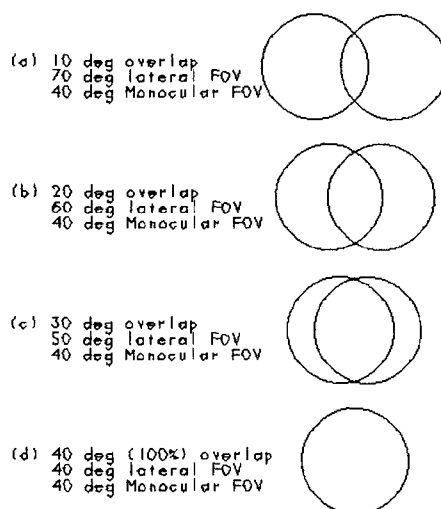 (a) 10 deg overlap
70 deg lateral FOV
40 deg Monocular FOV
(b) 20 deg overlap
60 deg lateral FOV
40 deg Monocular FOV
(c) 30 deg overlap
50 deg lateral FOV
40 deg Monocular FOV
(d) 40 deg (100%) overlap
40 deg lateral FOV
40 deg Monocular FOV